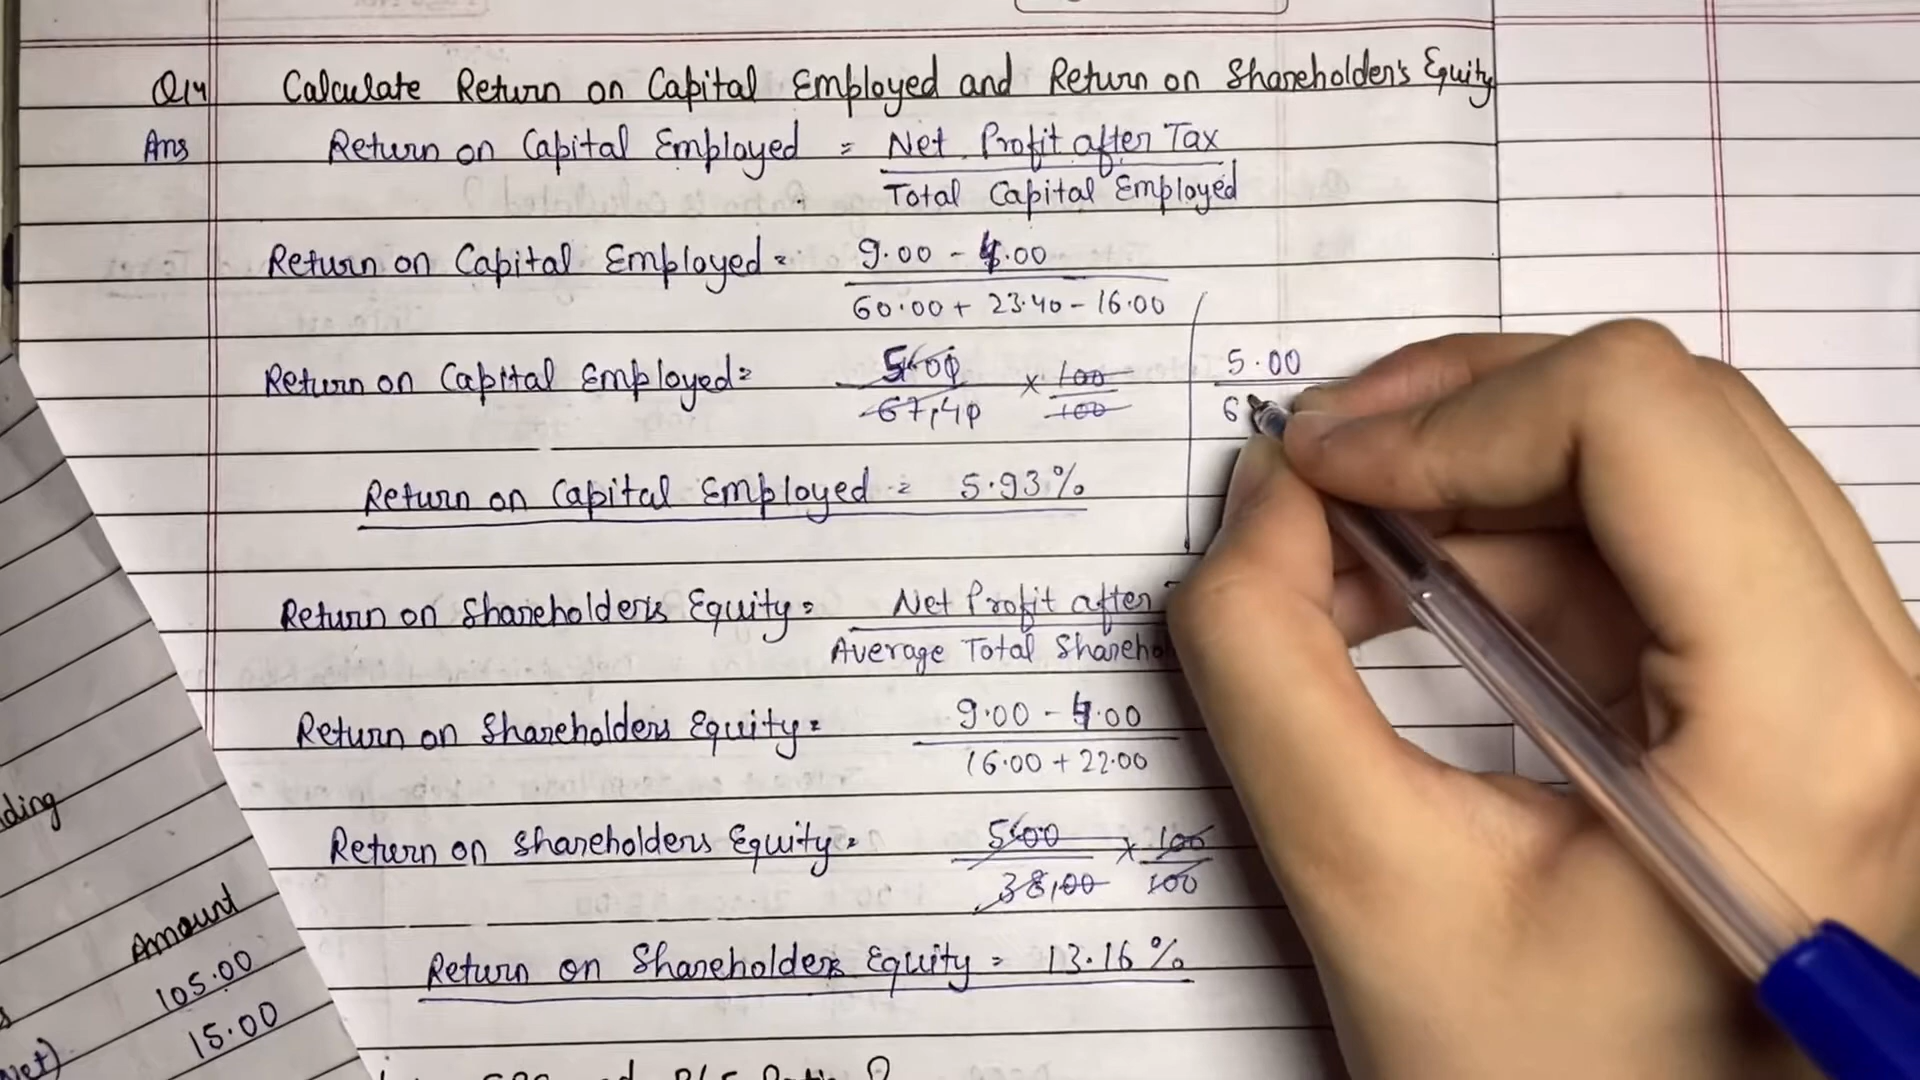 Q14 Calculate Return on Capital Employed and Return on Shareholder's Equity
Ans Return on Capital Employed = Net Profit after Tax
Total Capital Employed
Return on Capital Employed = 9.00 - 4.00
60.00 + 23.40 - 16.00
Return on Capital Employed = 5.00 × 100 5.00
67.40 100 6
Return on Capital Employed = 5.93%
Return on Shareholders Equity = Net Profit after
Average Total Shareho
Return on Shareholders Equity = 9.00 - 4.00
16.00 + 22.00
Return on Shareholders Equity = 5.00 × 100
38.00 100
Return on Shareholders Equity = 13.16%
ding
Amount
105.00
15.00